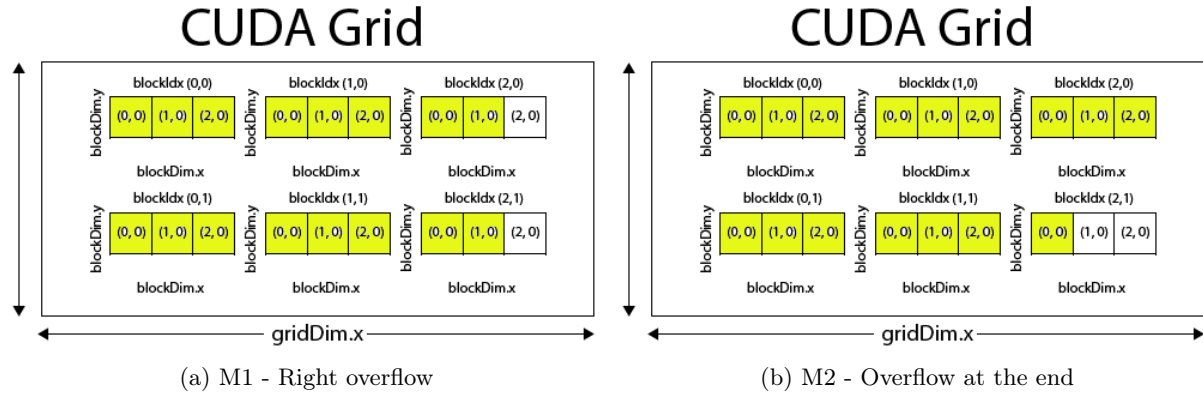 CUDA Grid
blockIdx (0,0) blockIdx (1,0) blockIdx (2,0)
blockDim.y (0, 0) (1, 0) (2, 0) blockDim.y (0, 0) (1, 0) (2, 0) blockDim.y (0, 0) (1, 0) (2, 0)
blockDim.x blockDim.x blockDim.x
blockIdx (0,1) blockIdx (1,1) blockIdx (2,1)
blockDim.y (0, 0) (1, 0) (2, 0) blockDim.y (0, 0) (1, 0) (2, 0) blockDim.y (0, 0) (1, 0) (2, 0)
blockDim.x blockDim.x blockDim.x
gridDim.x
(a) M1 - Right overflow
CUDA Grid
blockIdx (0,0) blockIdx (1,0) blockIdx (2,0)
blockDim.y (0, 0) (1, 0) (2, 0) blockDim.y (0, 0) (1, 0) (2, 0) blockDim.y (0, 0) (1, 0) (2, 0)
blockDim.x blockDim.x blockDim.x
blockIdx (0,1) blockIdx (1,1) blockIdx (2,1)
blockDim.y (0, 0) (1, 0) (2, 0) blockDim.y (0, 0) (1, 0) (2, 0) blockDim.y (0, 0) (1, 0) (2, 0)
blockDim.x blockDim.x blockDim.x
gridDim.x
(b) M2 - Overflow at the end